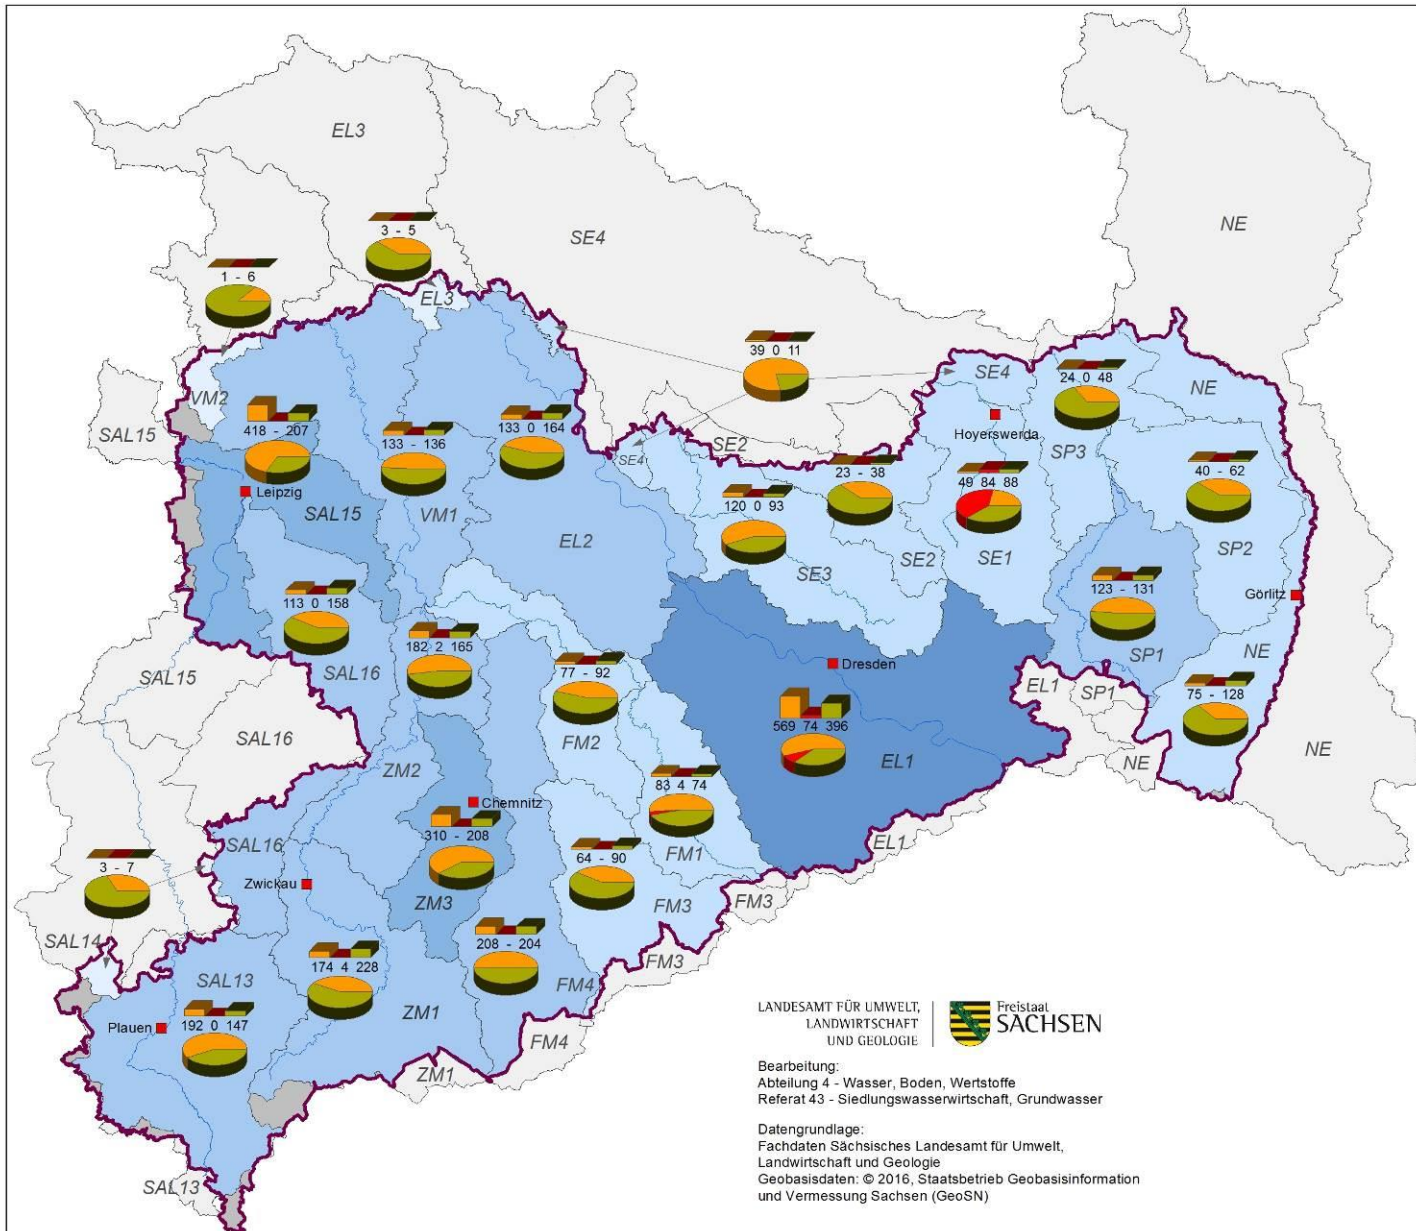 EL3
NE
3 - 5
SE4
1 - 6
EL3
39 0 11
SE4
24 0 48
NE
VM2
SAL15
418 - 207
133 - 136
133 0 164
Hoyerswerda
SE2
SE4
SP3
23 - 38
49 84 88
40 - 62
Leipzig
SAL15
VM1
120 0 93
EL2
SE2
SE1
SP2
SE3
123 - 131
Görlitz
113 0 158
182 2 165
SAL16
SAL15
Dresden
77 - 92
SP1
NE
EL1
SP1
75 - 128
SAL16
FM2
569 74 396
EL1
NE
NE
ZM2
83 4 74
Chemnitz
310 - 208
SAL16
FM1
EL1
64 - 90
3 - 7
Zwickau
ZM3
FM3
FM3
208 - 204
SAL14
174 4 228
FM3
SAL13
FM4
ZM1
192 0 147
Plauen
FM4
ZM1
SAL13
LANDESAMT FÜR UMWELT,
LANDWIRTSCHAFT
UND GEOLOGIE
Freistaat
SACHSEN
Bearbeitung:
Abteilung 4 - Wasser, Boden, Wertstoffe
Referat 43 - Siedlungswasserwirtschaft, Grundwasser
Datengrundlage:
Fachdaten Sächsisches Landesamt für Umwelt,
Landwirtschaft und Geologie
Geobasisdaten: © 2016, Staatsbetrieb Geobasisinformation
und Vermessung Sachsen (GeoSN)